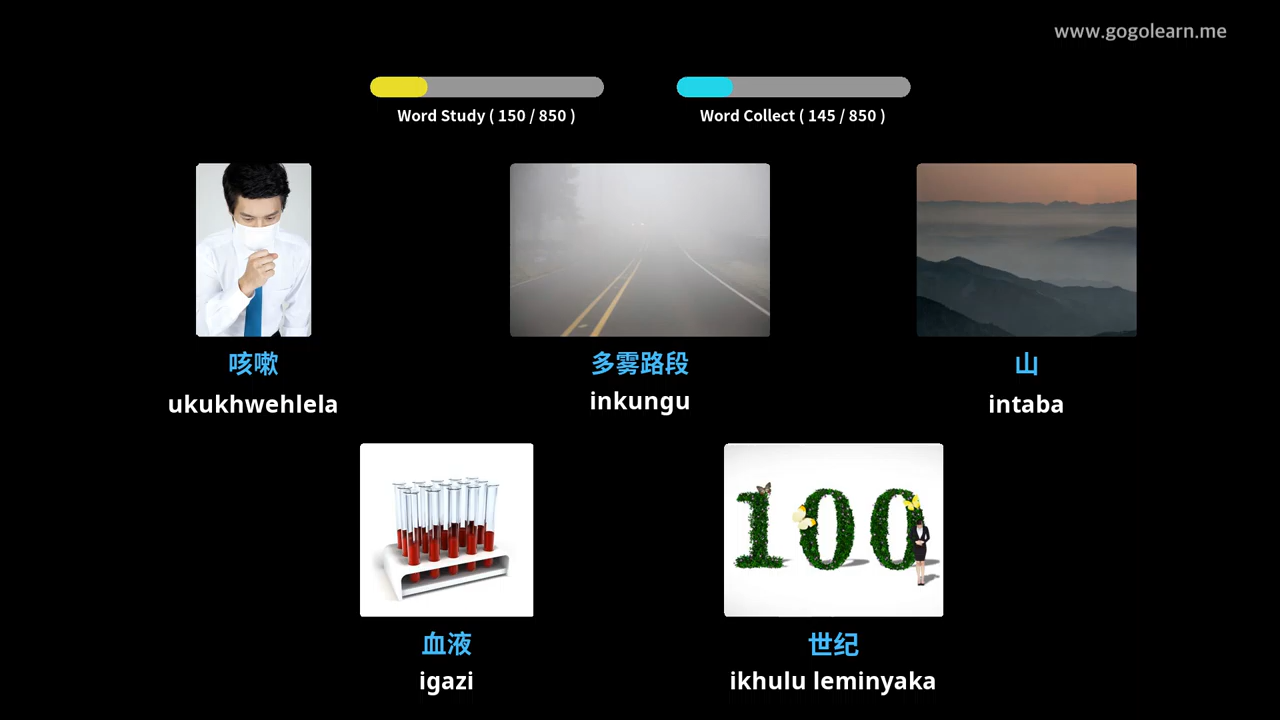 www.gogolearn.me
Word Study ( 150 / 850 )
Word Collect ( 145 / 850 )
咳嗽
ukukhwehlela
多雾路段
inkungu
山
intaba
血液
igazi
世纪
ikhulu leminyaka